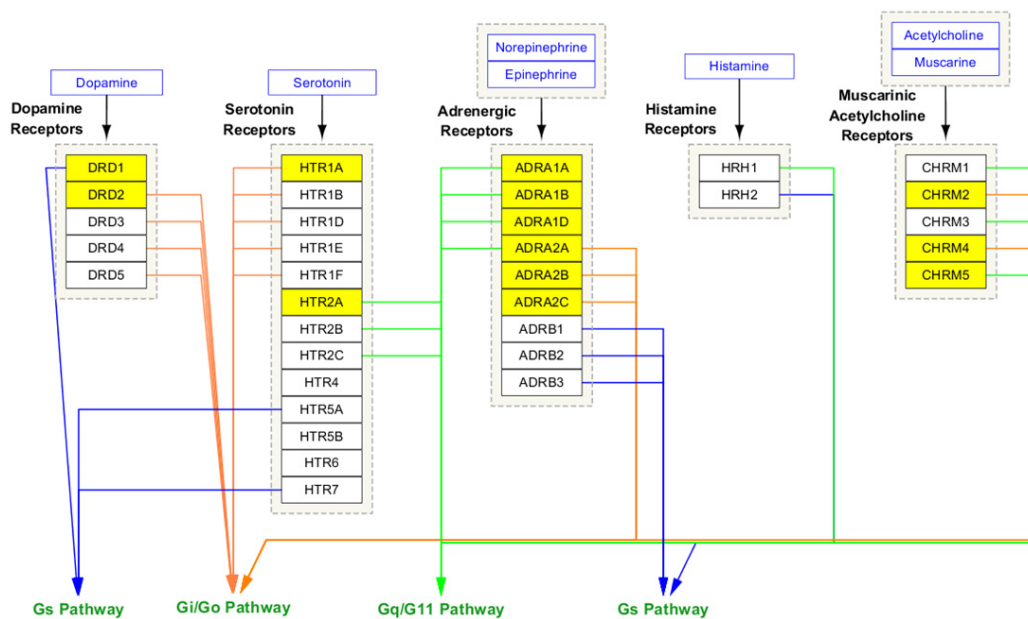 Norepinephrine
Epinephrine
Acetylcholine
Muscarine
Dopamine
Serotonin
Histamine
Dopamine
Receptors
Serotonin
Receptors
Adrenergic
Receptors
Histamine
Receptors
Muscarinic
Acetylcholine
Receptors
DRD1
DRD2
DRD3
DRD4
DRD5
HTR1A
HTR1B
HTR1D
HTR1E
HTR1F
HTR2A
HTR2B
HTR2C
HTR4
HTR5A
HTR5B
HTR6
HTR7
ADRA1A
ADRA1B
ADRA1D
ADRA2A
ADRA2B
ADRA2C
ADRB1
ADRB2
ADRB3
HRH1
HRH2
CHRM1
CHRM2
CHRM3
CHRM4
CHRM5
Gs Pathway
Gi/Go Pathway
Gq/G11 Pathway
Gs Pathway